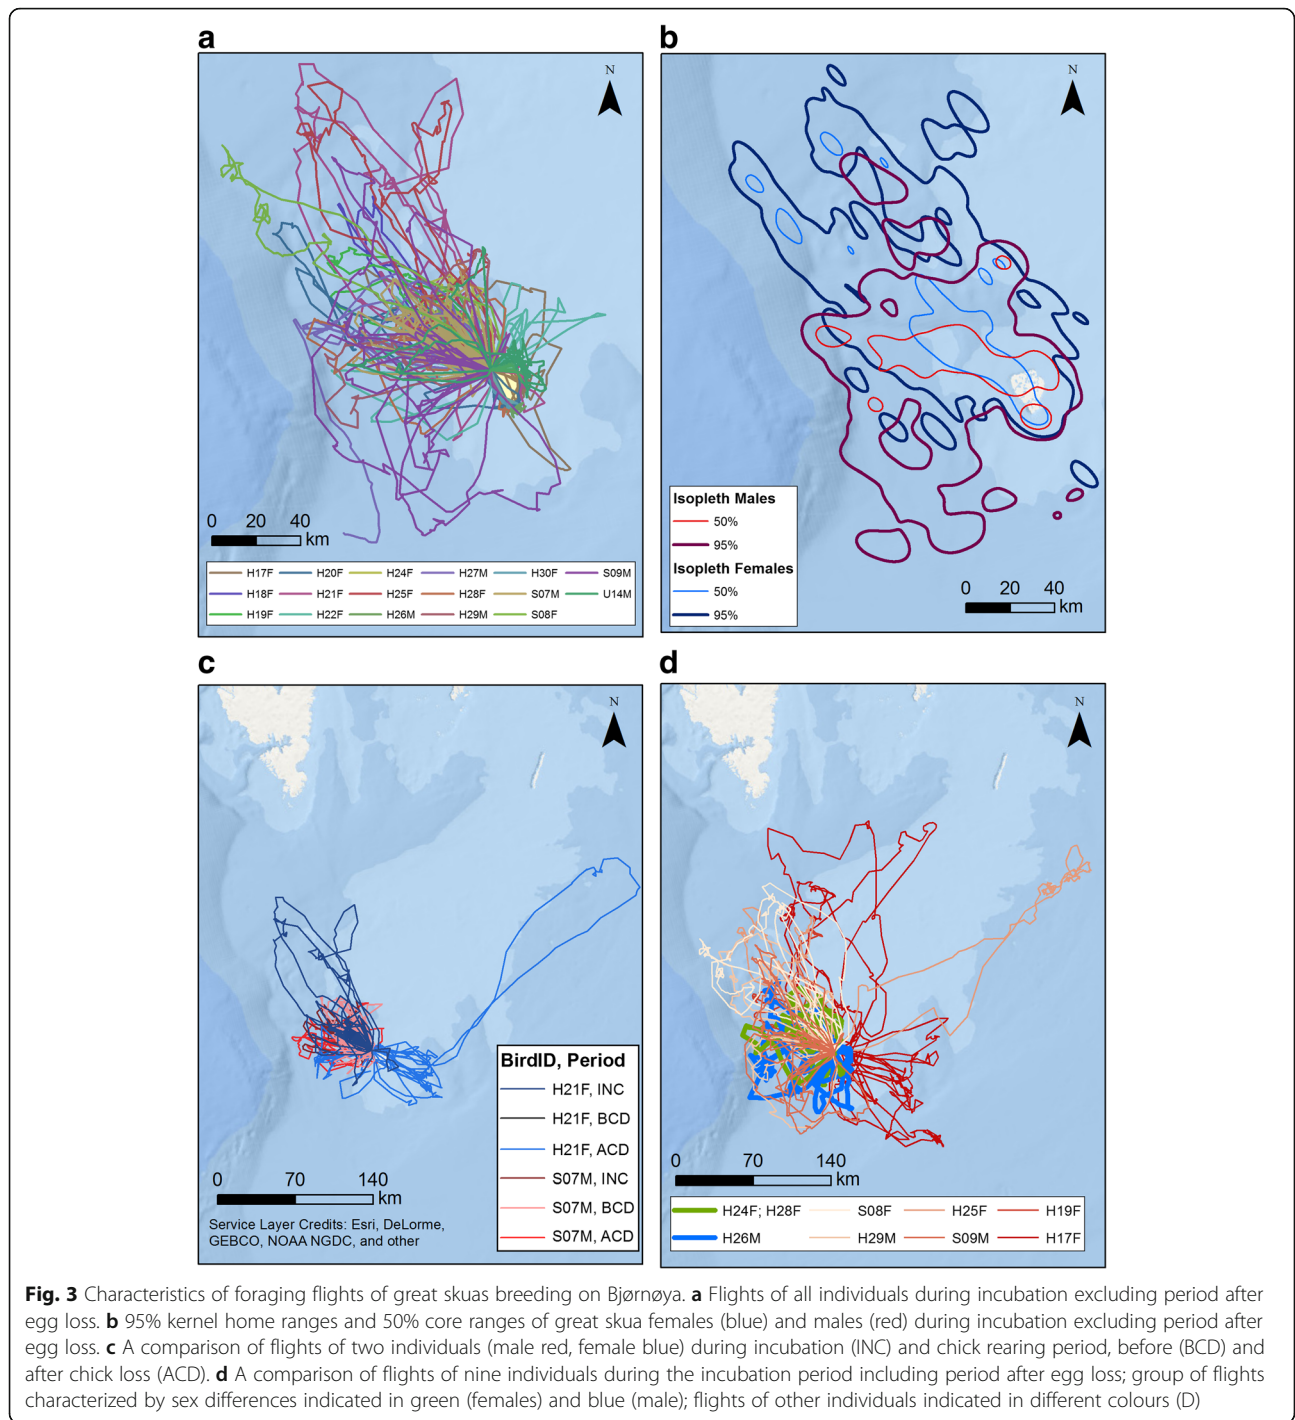 a
b
N
N
0 20 40
km
H17F H20F H24F H27M H30F S09M
H18F H21F H25F H28F S07M U14M
H19F H22F H26M H29M S08F
Isopleth Males
50%
95%
Isopleth Females
50%
95%
0 20 40
km
c
d
N
N
BirdID, Period
H21F, INC
H21F, BCD
H21F, ACD
S07M, INC
S07M, BCD
S07M, ACD
0 70 140
km
Service Layer Credits: Esri, DeLorme,
GEBCO, NOAA NGDC, and other
0 70 140
km
H24F; H28F S08F H25F H19F
H26M H29M S09M H17F
Fig. 3 Characteristics of foraging flights of great skuas breeding on Bjørnøya. a Flights of all individuals during incubation excluding period after
egg loss. b 95% kernel home ranges and 50% core ranges of great skua females (blue) and males (red) during incubation excluding period after
egg loss. c A comparison of flights of two individuals (male red, female blue) during incubation (INC) and chick rearing period, before (BCD) and
after chick loss (ACD). d A comparison of flights of nine individuals during the incubation period including period after egg loss; group of flights
characterized by sex differences indicated in green (females) and blue (male); flights of other individuals indicated in different colours (D)